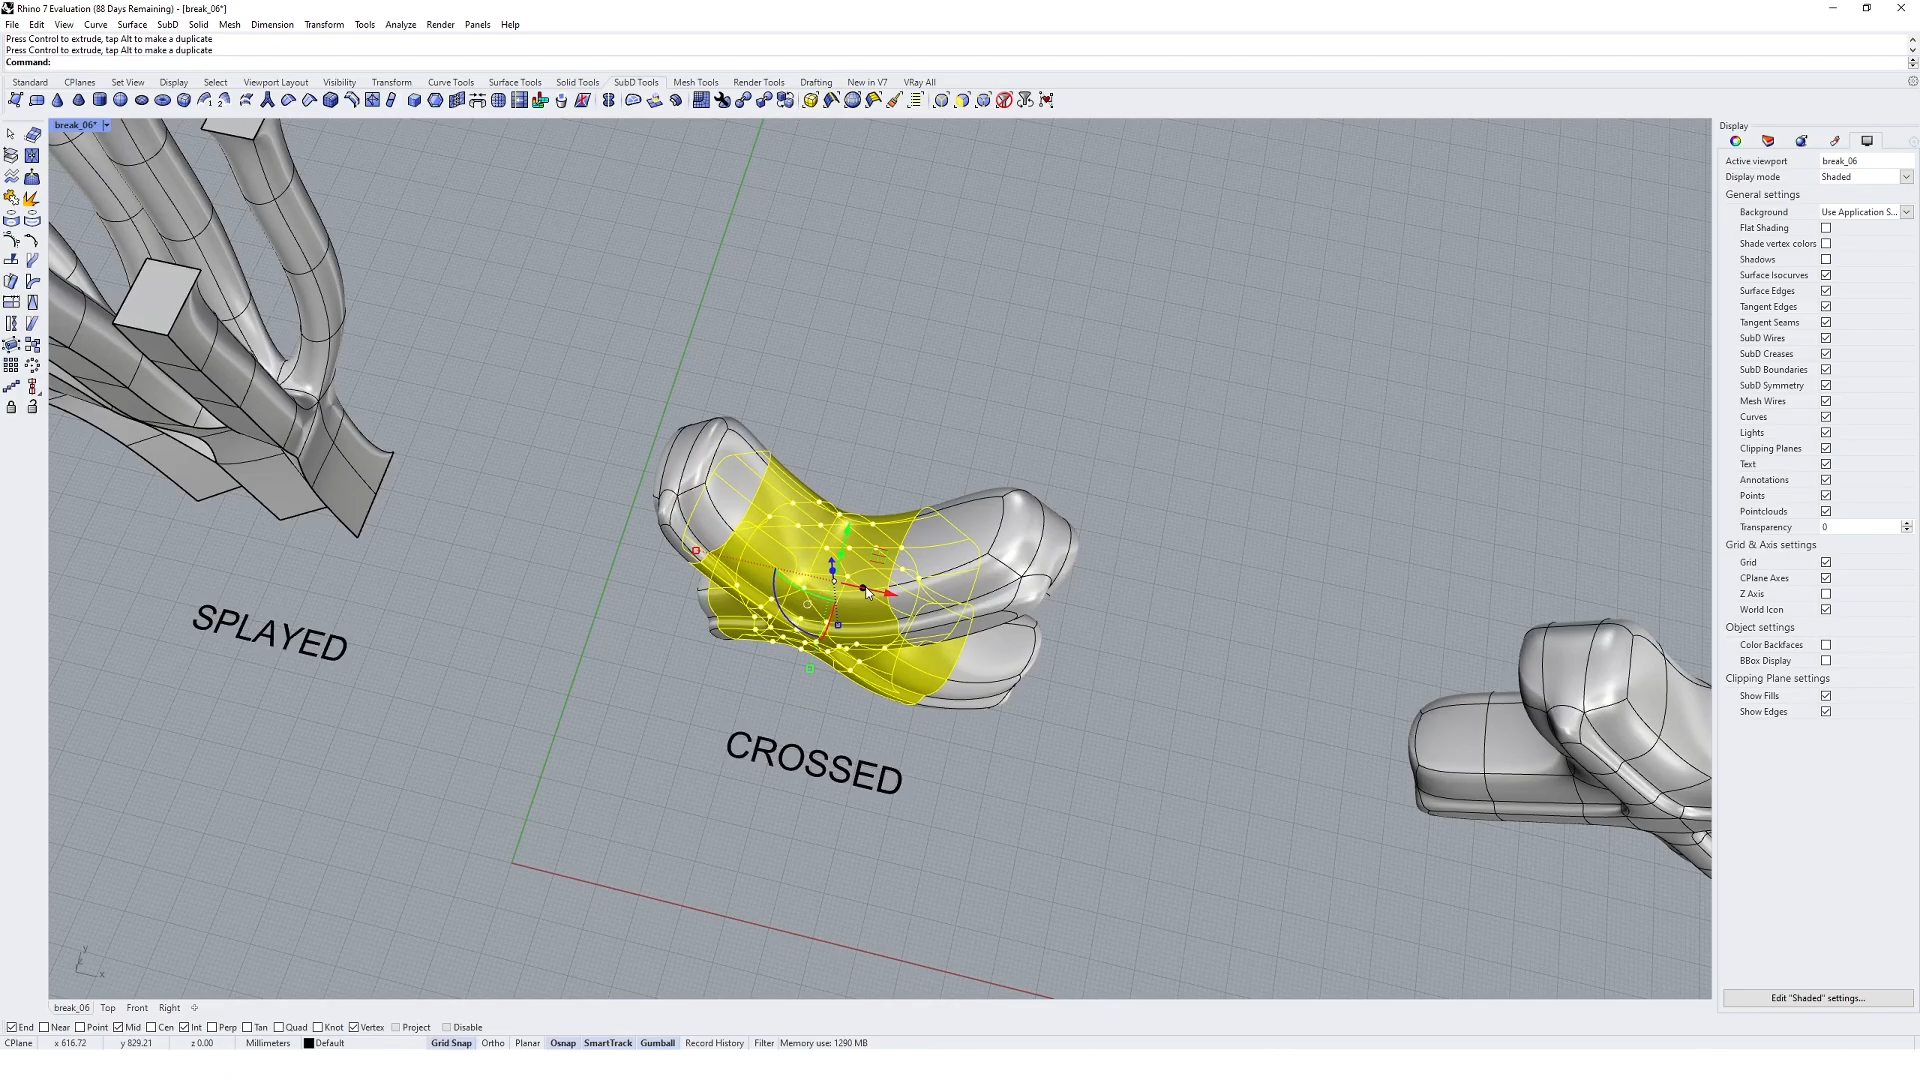 Rhino 7 Evaluation (88 Days Remaining) - [break_06*]
File Edit View Curve Surface SubD Solid Mesh Dimension Transform Tools Analyze Render Panels Help
Press Control to extrude, tap Alt to make a duplicate
Press Control to extrude, tap Alt to make a duplicate
Command:
Standard CPlanes Set View Display Select Viewport Layout Visibility Transform Curve Tools Surface Tools Solid Tools SubD Tools Mesh Tools Render Tools Drafting New in V7 VRay All
break_06*
Display
Active viewport break_06
Display mode Shaded
General settings
Background Use Application S...
Flat Shading
Shade vertex colors
Shadows
Surface Isocurves
Surface Edges
Tangent Edges
Tangent Seams
SubD Wires
SubD Creases
SubD Boundaries
SubD Symmetry
Mesh Wires
Curves
Lights
Clipping Planes
Text
Annotations
Points
Pointclouds
Transparency 0
Grid & Axis settings
Grid
CPlane Axes
Z Axis
World Icon
Object settings
Color Backfaces
BBox Display
Clipping Plane settings
Show Fills
Show Edges
Edit "Shaded" settings...
SPLAYED
CROSSED
y
z
x
break_06 Top Front Right
End Near Point Mid Cen Int Perp Tan Quad Knot Vertex Project Disable
CPlane x 616.72 y 829.21 z 0.00 Millimeters Default Grid Snap Ortho Planar Osnap SmartTrack Gumball Record History Filter Memory use: 1290 MB